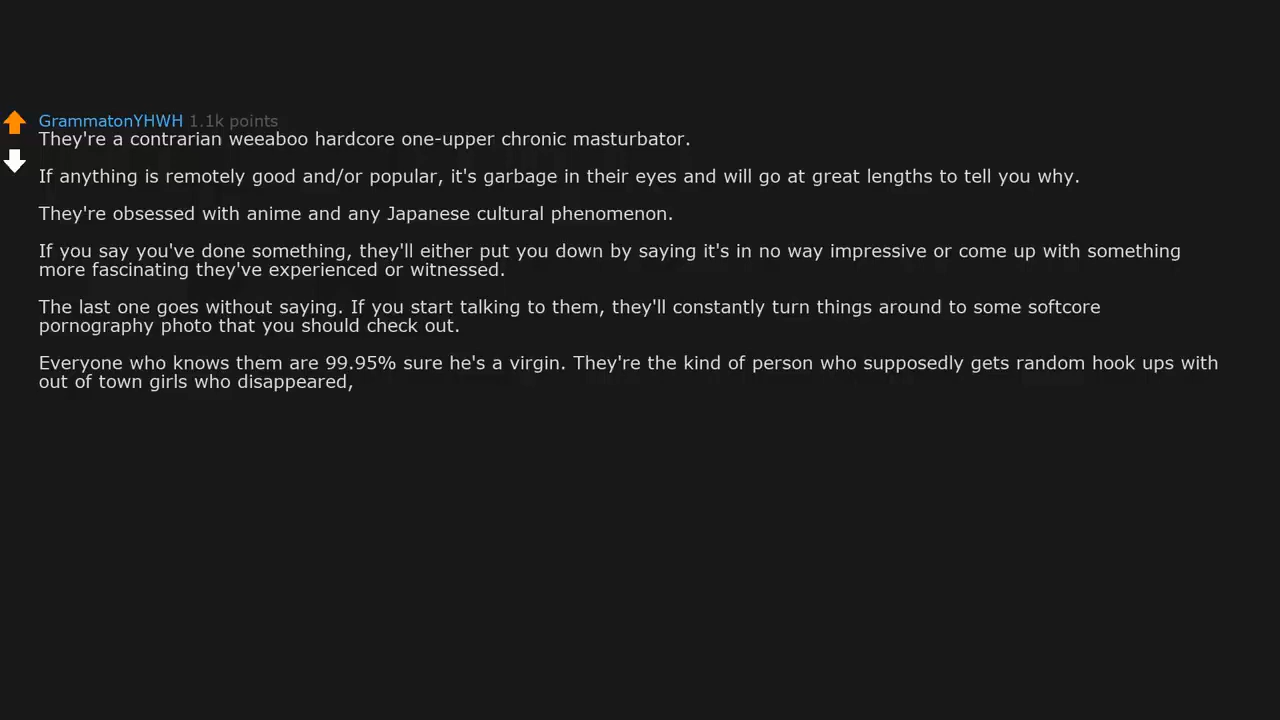 GrammatonYHWH 1.1k points
They're a contrarian weeaboo hardcore one-upper chronic masturbator.
If anything is remotely good and/or popular, it's garbage in their eyes and will go at great lengths to tell you why.
They're obsessed with anime and any Japanese cultural phenomenon.
If you say you've done something, they'll either put you down by saying it's in no way impressive or come up with something
more fascinating they've experienced or witnessed.
The last one goes without saying. If you start talking to them, they'll constantly turn things around to some softcore
pornography photo that you should check out.
Everyone who knows them are 99.95% sure he's a virgin. They're the kind of person who supposedly gets random hook ups with
out of town girls who disappeared,